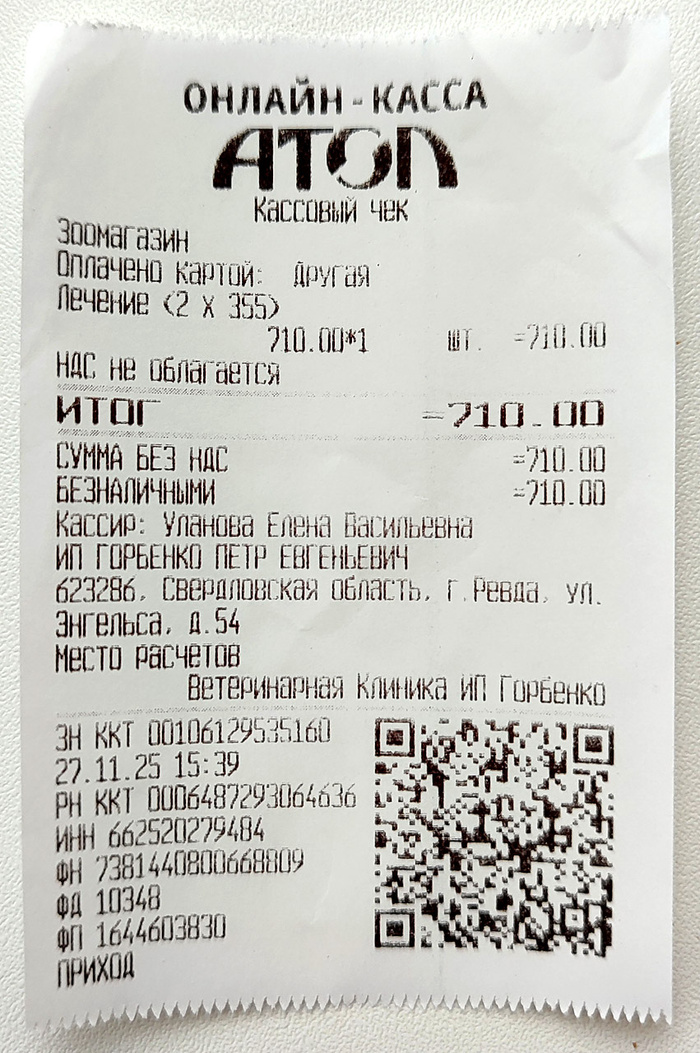 ОНЛАЙН-КАССА
АТОЛ
Кассовый чек
Зоомагазин
Оплачено картой: Другая
Лечение (2 X 355)
710.00*1 шт. =710.00
НДС не облагается
ИТОГ =710.00
СУММА БЕЗ НДС =710.00
БЕЗНАЛИЧНЫМИ =710.00
Кассир: Уланова Елена Васильевна
ИП ГОРБЕНКО ПЕТР ЕВГЕНЬЕВИЧ
623286, Свердловская область, г.Ревда, ул.
Энгельса, д.54
Место расчетов
Ветеринарная Клиника ИП Горбенко
ЗН ККТ 00106129535160
27.11.25 15:39
РН ККТ 0006487293064636
ИНН 662520279484
ФН 7381440800668809
ФД 10348
ФП 1644603830
ПРИХОД